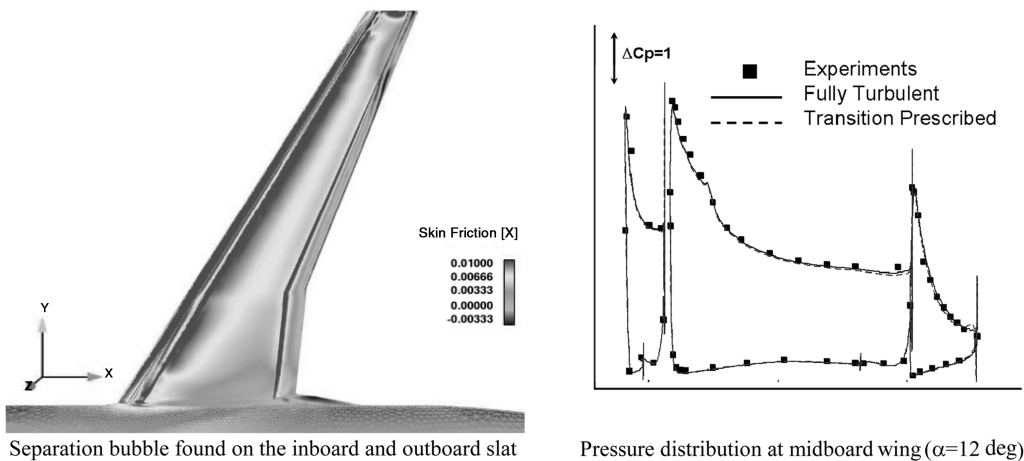 Skin Friction [X]
0.01000
0.00666
0.00333
0.00000
-0.00333
Y
X
Z
Separation bubble found on the inboard and outboard slat
ΔCp=1
Experiments
Fully Turbulent
Transition Prescribed
Pressure distribution at midboard wing (α=12 deg)